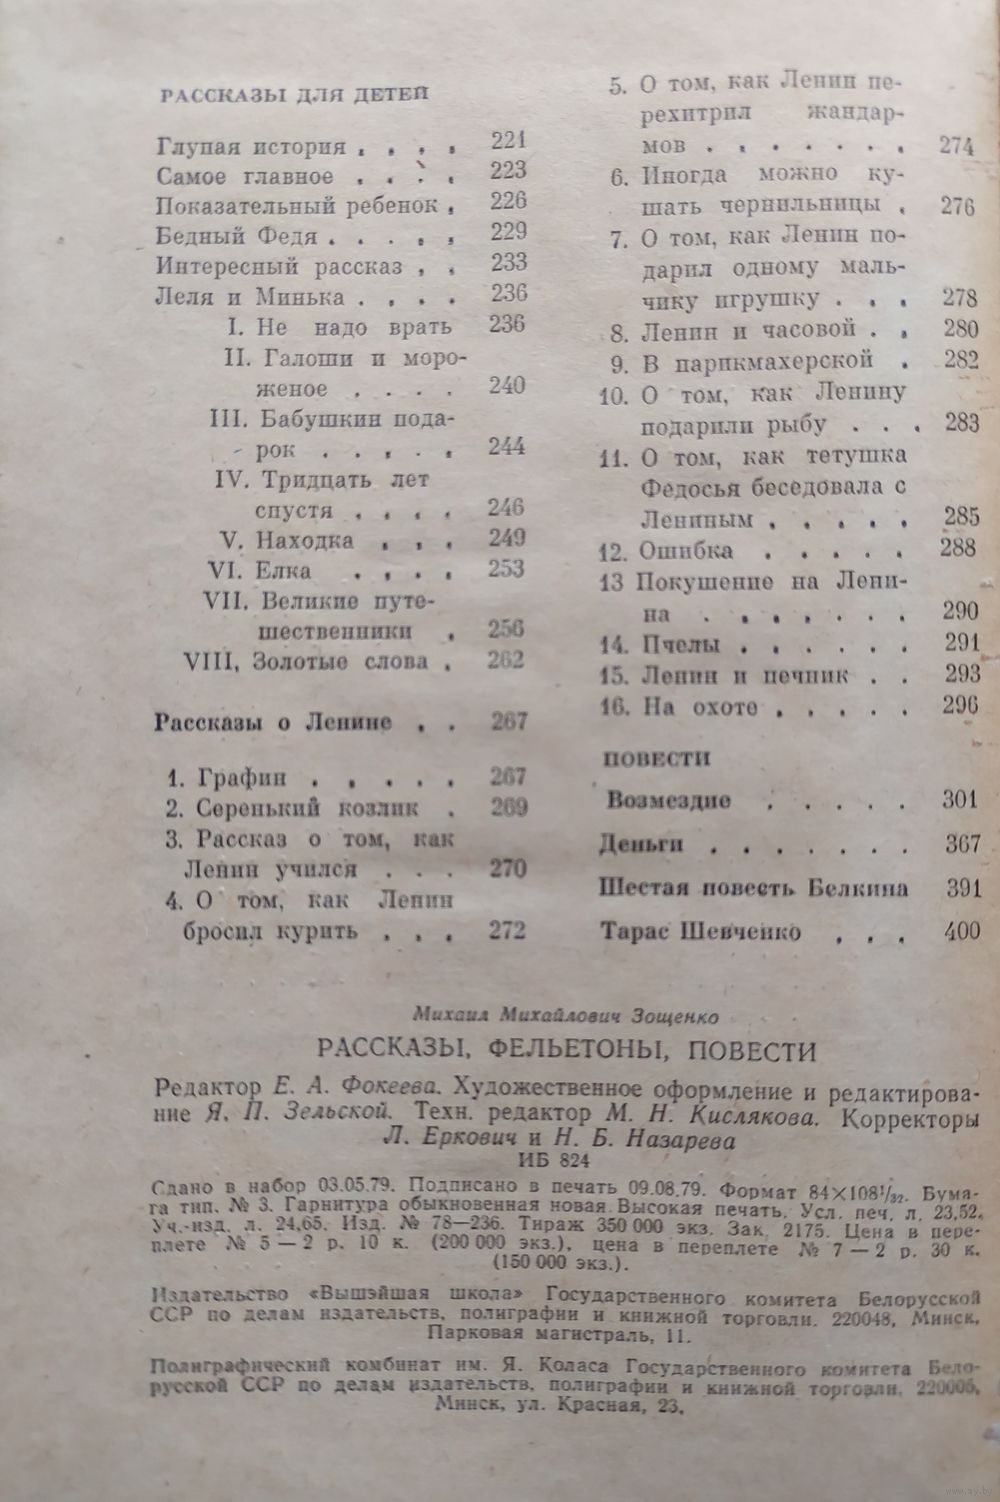 РАССКАЗЫ ДЛЯ ДЕТЕЙ
Глупая история . . . . 221
Самое главное . . . . 223
Показательный ребенок . 226
Бедный Федя . . . . . 229
Интересный рассказ . . 233
Леля и Минька . . . . 236
I. Не надо врать 236
II. Галоши и моро-
женое . . . . 240
III. Бабушкин пода-
рок . . . . . 244
IV. Тридцать лет
спустя . . . . 246
V. Находка . . . 249
VI. Елка . . . . 253
VII. Великие путе-
шественники . 256
VIII. Золотые слова . 262
Рассказы о Ленине . . 267
1. Графин . . . . . 267
2. Серенький козлик . 269
3. Рассказ о том, как
Ленин учился . . . 270
4. О том, как Ленин
бросил курить . . . 272
5. О том, как Ленин пе-
рехитрил жандар-
мов . . . . . . . 274
6. Иногда можно ку-
шать чернильницы . 276
7. О том, как Ленин по-
дарил одному маль-
чику игрушку . . . 278
8. Ленин и часовой . . 280
9. В парикмахерской . 282
10. О том, как Ленину
подарили рыбу . . . 283
11. О том, как тетушка
Федосья беседовала с
Лениным . . . . . 285
12. Ошибка . . . . . 288
13 Покушение на Лени-
на . . . . . . . 290
14. Пчелы . . . . . . 291
15. Ленин и печник . . 293
16. На охоте . . . . . 296
ПОВЕСТИ
Возмездие . . . . . 301
Деньги . . . . . . . 367
Шестая повесть Белкина 391
Тарас Шевченко . . . 400
Михаил Михайлович Зощенко
РАССКАЗЫ, ФЕЛЬЕТОНЫ, ПОВЕСТИ
Редактор Е. А. Фокеева. Художественное оформление и редактирова-
ние Я. П. Зельской. Техн. редактор М. Н. Кислякова. Корректоры
Л. Еркович и Н. Б. Назарева
ИБ 824
Сдано в набор 03.05.79. Подписано в печать 09.08.79. Формат 84×108¹/₃₂. Бума-
га тип. № 3. Гарнитура обыкновенная новая. Высокая печать. Усл. печ. л. 23,52.
Уч.-изд. л. 24,65. Изд. № 78—236. Тираж 350 000 экз. Зак. 2175. Цена в пере-
плете № 5 — 2 р. 10 к. (200 000 экз.), цена в переплете № 7 — 2 р. 30 к.
(150 000 экз.).
Издательство «Вышэйшая школа» Государственного комитета Белорусской
ССР по делам издательств, полиграфии и книжной торговли. 220048, Минск,
Парковая магистраль, 11.
Полиграфический комбинат им. Я. Коласа Государственного комитета Бело-
русской ССР по делам издательств, полиграфии и книжной торговли. 220005,
Минск, ул. Красная, 23.
www.ay.by